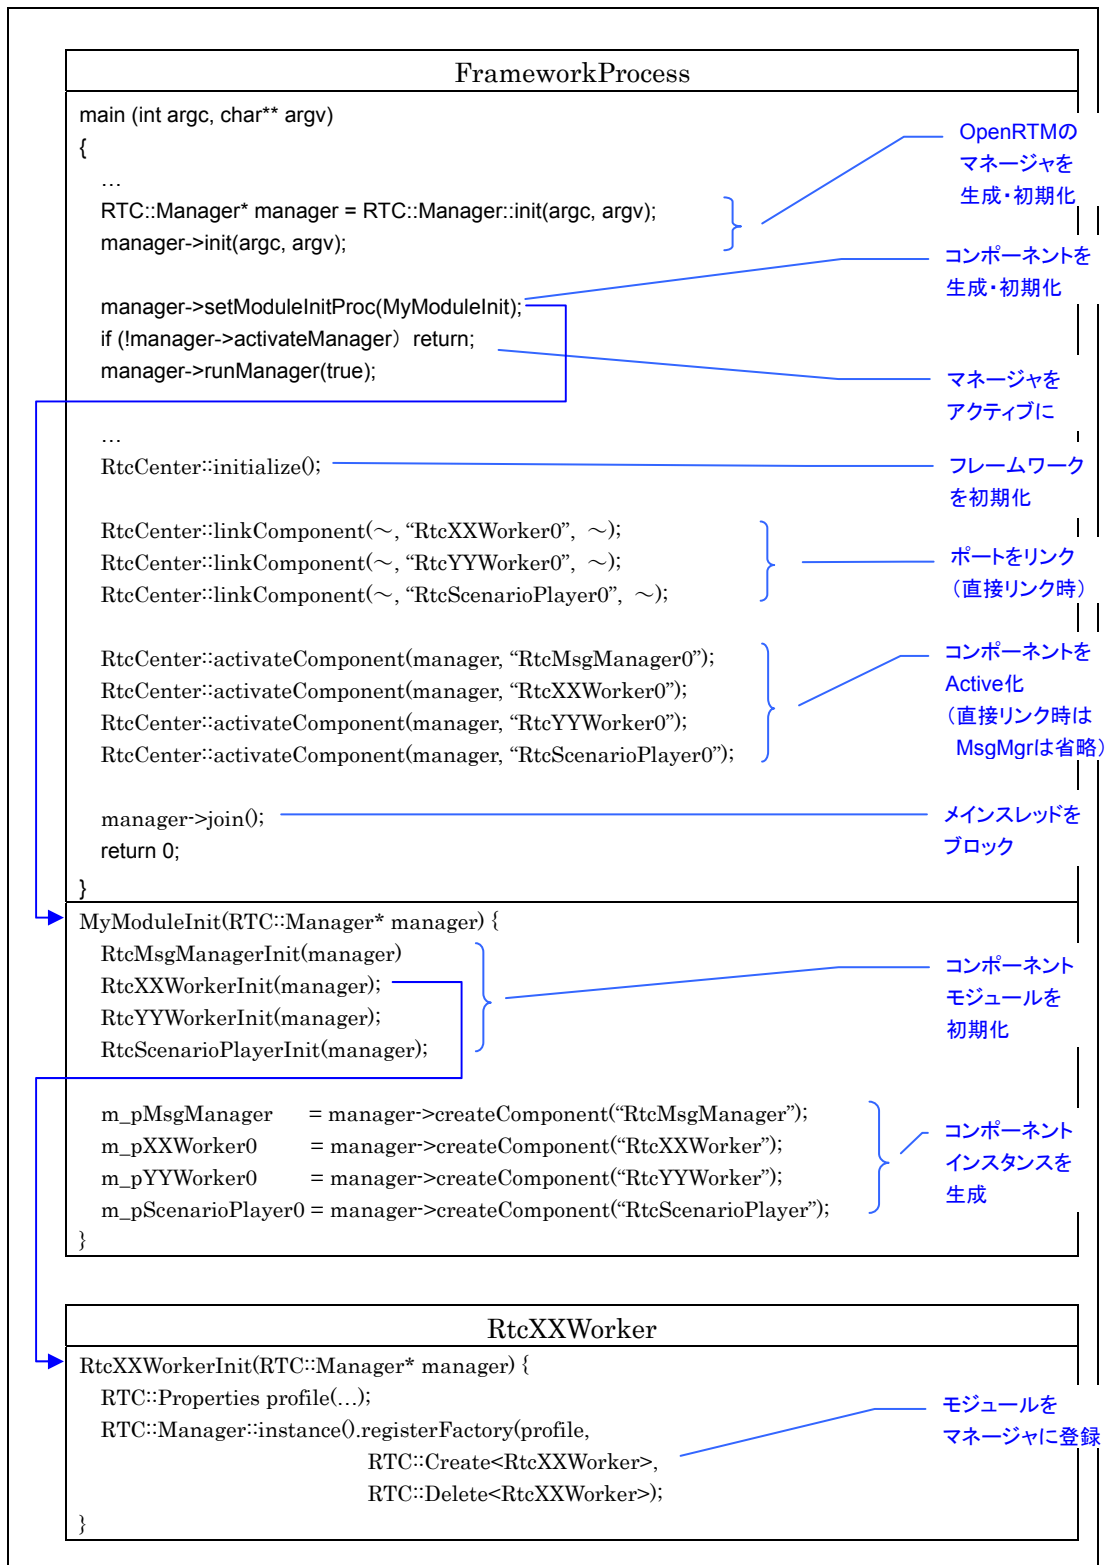 FrameworkProcess
main (int argc, char** argv)
{
…
RTC::Manager* manager = RTC::Manager::init(argc, argv);
manager->init(argc, argv);
OpenRTMの
マネージャを
生成・初期化
manager->setModuleInitProc(MyModuleInit);
if (!manager->activateManager） return;
manager->runManager(true);
コンポーネントを
生成・初期化
マネージャを
アクティブに
…
RtcCenter::initialize();
フレームワーク
を初期化
RtcCenter::linkComponent(～, “RtcXXWorker0”, ～);
RtcCenter::linkComponent(～, “RtcYYWorker0”, ～);
RtcCenter::linkComponent(～, “RtcScenarioPlayer0”, ～);
ポートをリンク
（直接リンク時）
RtcCenter::activateComponent(manager, “RtcMsgManager0”);
RtcCenter::activateComponent(manager, “RtcXXWorker0”);
RtcCenter::activateComponent(manager, “RtcYYWorker0”);
RtcCenter::activateComponent(manager, “RtcScenarioPlayer0”);
コンポーネントを
Active化
（直接リンク時は
MsgMgrは省略）
manager->join();
return 0;
}
メインスレッドを
ブロック
MyModuleInit(RTC::Manager* manager) {
RtcMsgManagerInit(manager)
RtcXXWorkerInit(manager);
RtcYYWorkerInit(manager);
RtcScenarioPlayerInit(manager);
コンポーネント
モジュールを
初期化
m_pMsgManager = manager->createComponent(“RtcMsgManager”);
m_pXXWorker0 = manager->createComponent(“RtcXXWorker”);
m_pYYWorker0 = manager->createComponent(“RtcYYWorker”);
m_pScenarioPlayer0 = manager->createComponent(“RtcScenarioPlayer”);
}
コンポーネント
インスタンスを
生成
RtcXXWorker
RtcXXWorkerInit(RTC::Manager* manager) {
RTC::Properties profile(…);
RTC::Manager::instance().registerFactory(profile,
RTC::Create<RtcXXWorker>,
RTC::Delete<RtcXXWorker>);
}
モジュールを
マネージャに登録